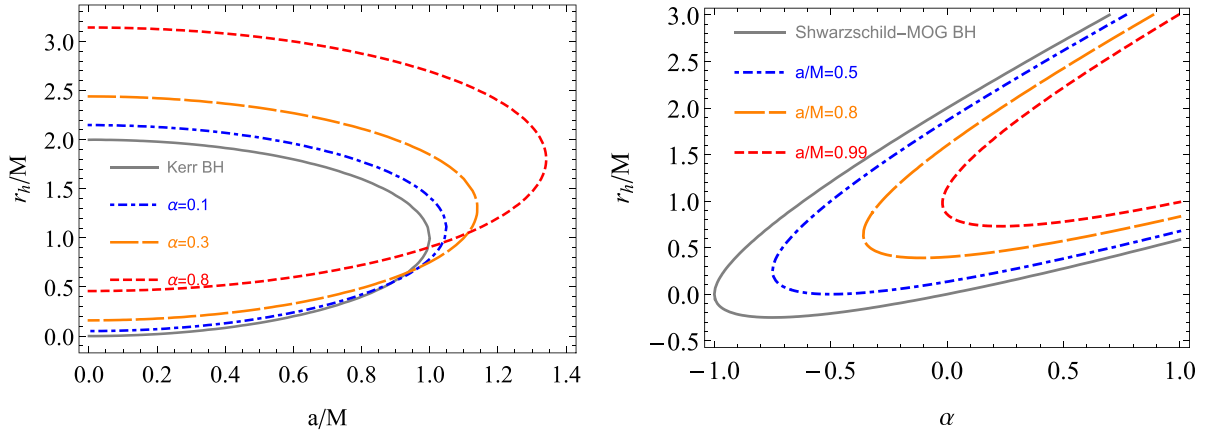 r_h/M
3.0
2.5
2.0
1.5
1.0
0.5
0.0
Kerr BH
α=0.1
α=0.3
α=0.8
0.0 0.2 0.4 0.6 0.8 1.0 1.2 1.4
a/M
r_h/M
3.0
2.5
2.0
1.5
1.0
0.5
0.0
−0.5
Shwarzschild−MOG BH
a/M=0.5
a/M=0.8
a/M=0.99
−1.0 −0.5 0.0 0.5 1.0
α